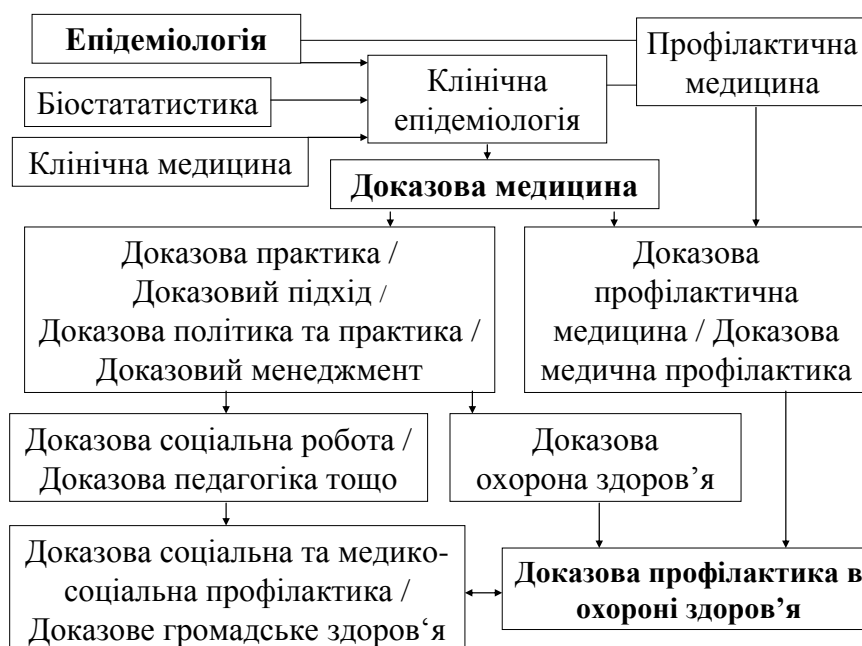 Епідеміологія
Профілактична
медицина
Клінічна
епідеміологія
Біостататистика
Клінічна медицина
Доказова медицина
Доказова практика /
Доказовий підхід /
Доказова політика та практика /
Доказовий менеджмент
Доказова
профілактична
медицина / Доказова
медична профілактика
Доказова соціальна робота /
Доказова педагогіка тощо
Доказова
охорона здоров’я
Доказова соціальна та медико-
соціальна профілактика /
Доказове громадське здоров‘я
Доказова профілактика в
охороні здоров’я